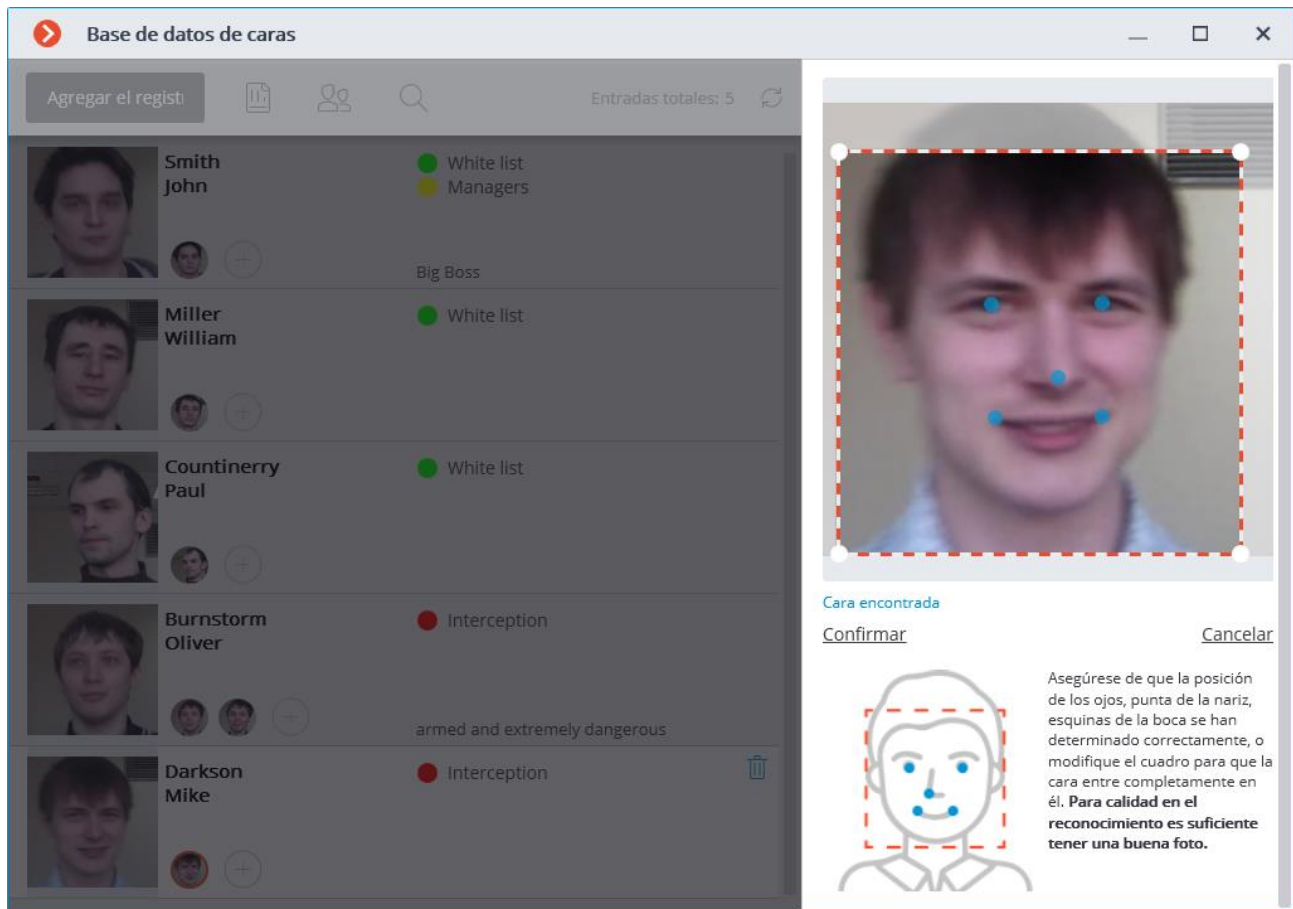 Base de datos de caras
Agregar el regist
Entradas totales: 5
Smith
John
White list
Managers
Big Boss
Miller
William
White list
Countinerry
Paul
White list
Burnstorm
Oliver
Interception
armed and extremely dangerous
Darkson
Mike
Interception
Cara encontrada
Confirmar
Cancelar
Asegúrese de que la posición
de los ojos, punta de la nariz,
esquinas de la boca se han
determinado correctamente, o
modifique el cuadro para que la
cara entre completamente en
él. Para calidad en el
reconocimiento es suficiente
tener una buena foto.